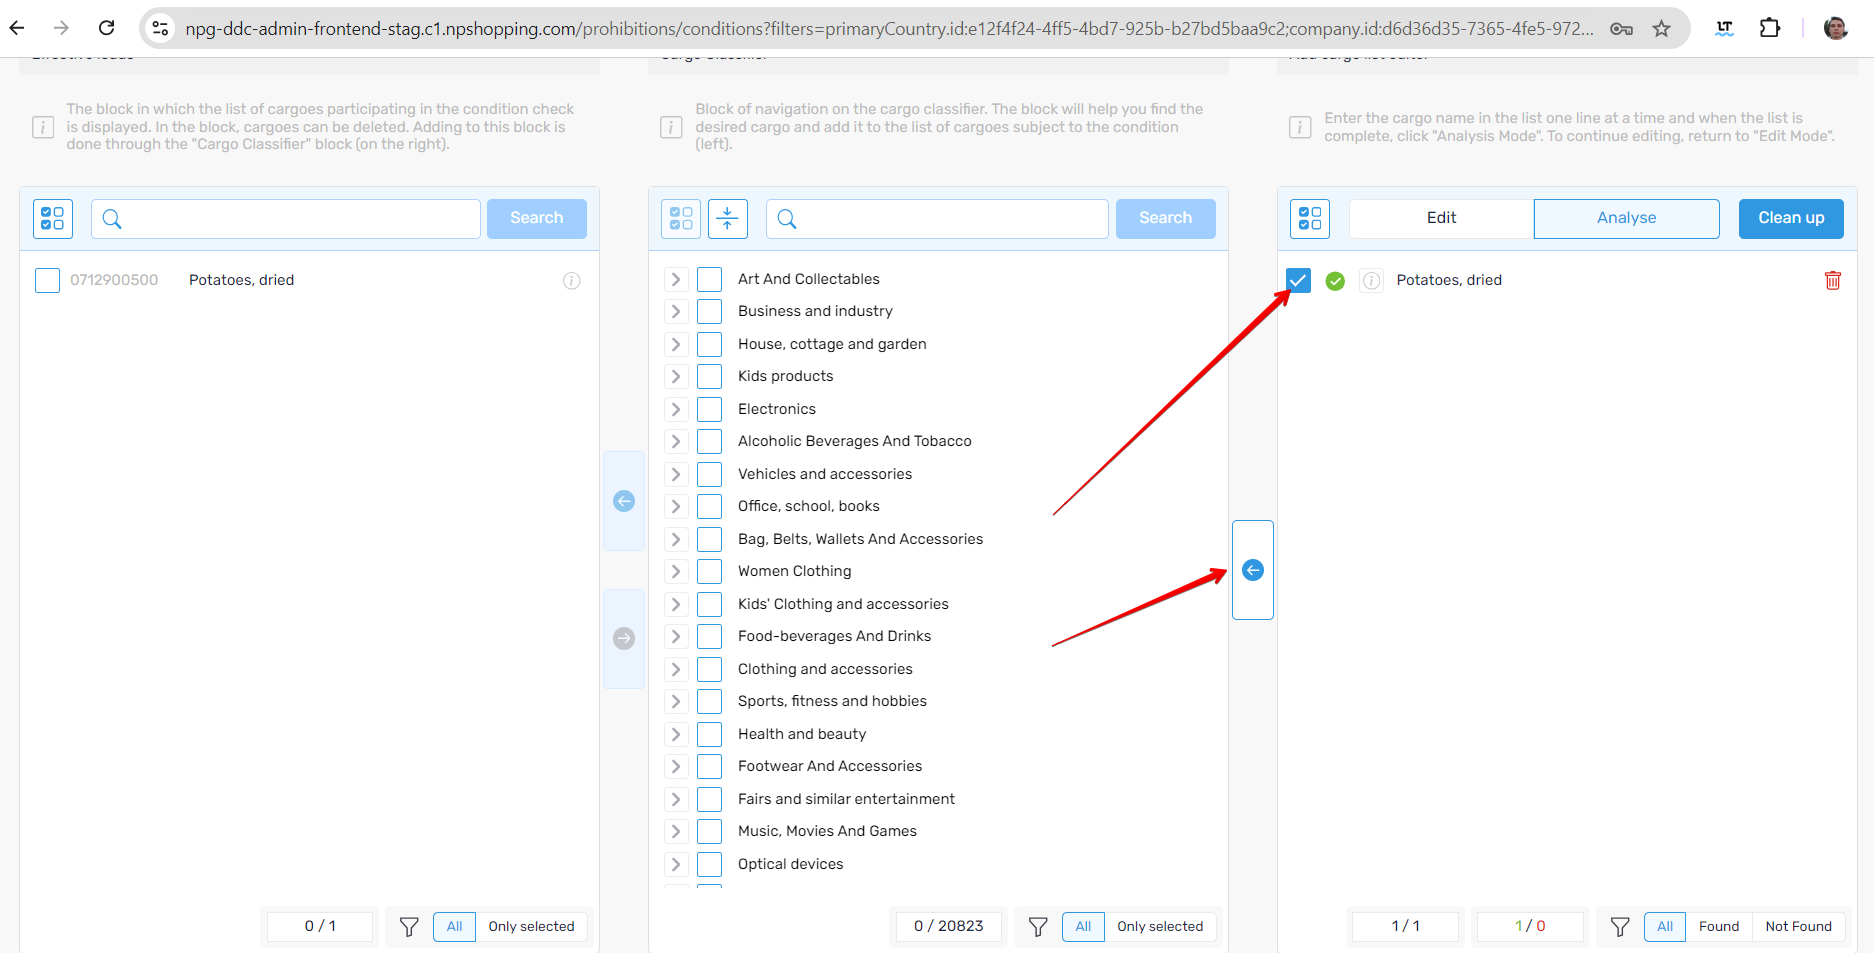 npg-ddc-admin-frontend-stag.c1.npshopping.com/prohibitions/conditions?filters=primaryCountry.id:e12f4f24-4ff5-4bd7-925b-b27bd5baa9c2;company.id:d6d36d35-7365-4fe5-972...
LT
Effective loads
Cargo Classifier
Add cargo list editor
The block in which the list of cargoes participating in the condition check
is displayed. In the block, cargoes can be deleted. Adding to this block is
done through the "Cargo Classifier" block (on the right).
Block of navigation on the cargo classifier. The block will help you find the
desired cargo and add it to the list of cargoes subject to the condition
(left).
Enter the cargo name in the list one line at a time and when the list is
complete, click "Analysis Mode". To continue editing, return to "Edit Mode".
Search
Search
Edit
Analyse
Clean up
0712900500
Potatoes, dried
Art And Collectables
Business and industry
House, cottage and garden
Kids products
Electronics
Alcoholic Beverages And Tobacco
Vehicles and accessories
Office, school, books
Bag, Belts, Wallets And Accessories
Women Clothing
Kids' Clothing and accessories
Food-beverages And Drinks
Clothing and accessories
Sports, fitness and hobbies
Health and beauty
Footwear And Accessories
Fairs and similar entertainment
Music, Movies And Games
Optical devices
Potatoes, dried
0 / 1
All
Only selected
0 / 20823
All
Only selected
1 / 1
1 / 0
All
Found
Not Found